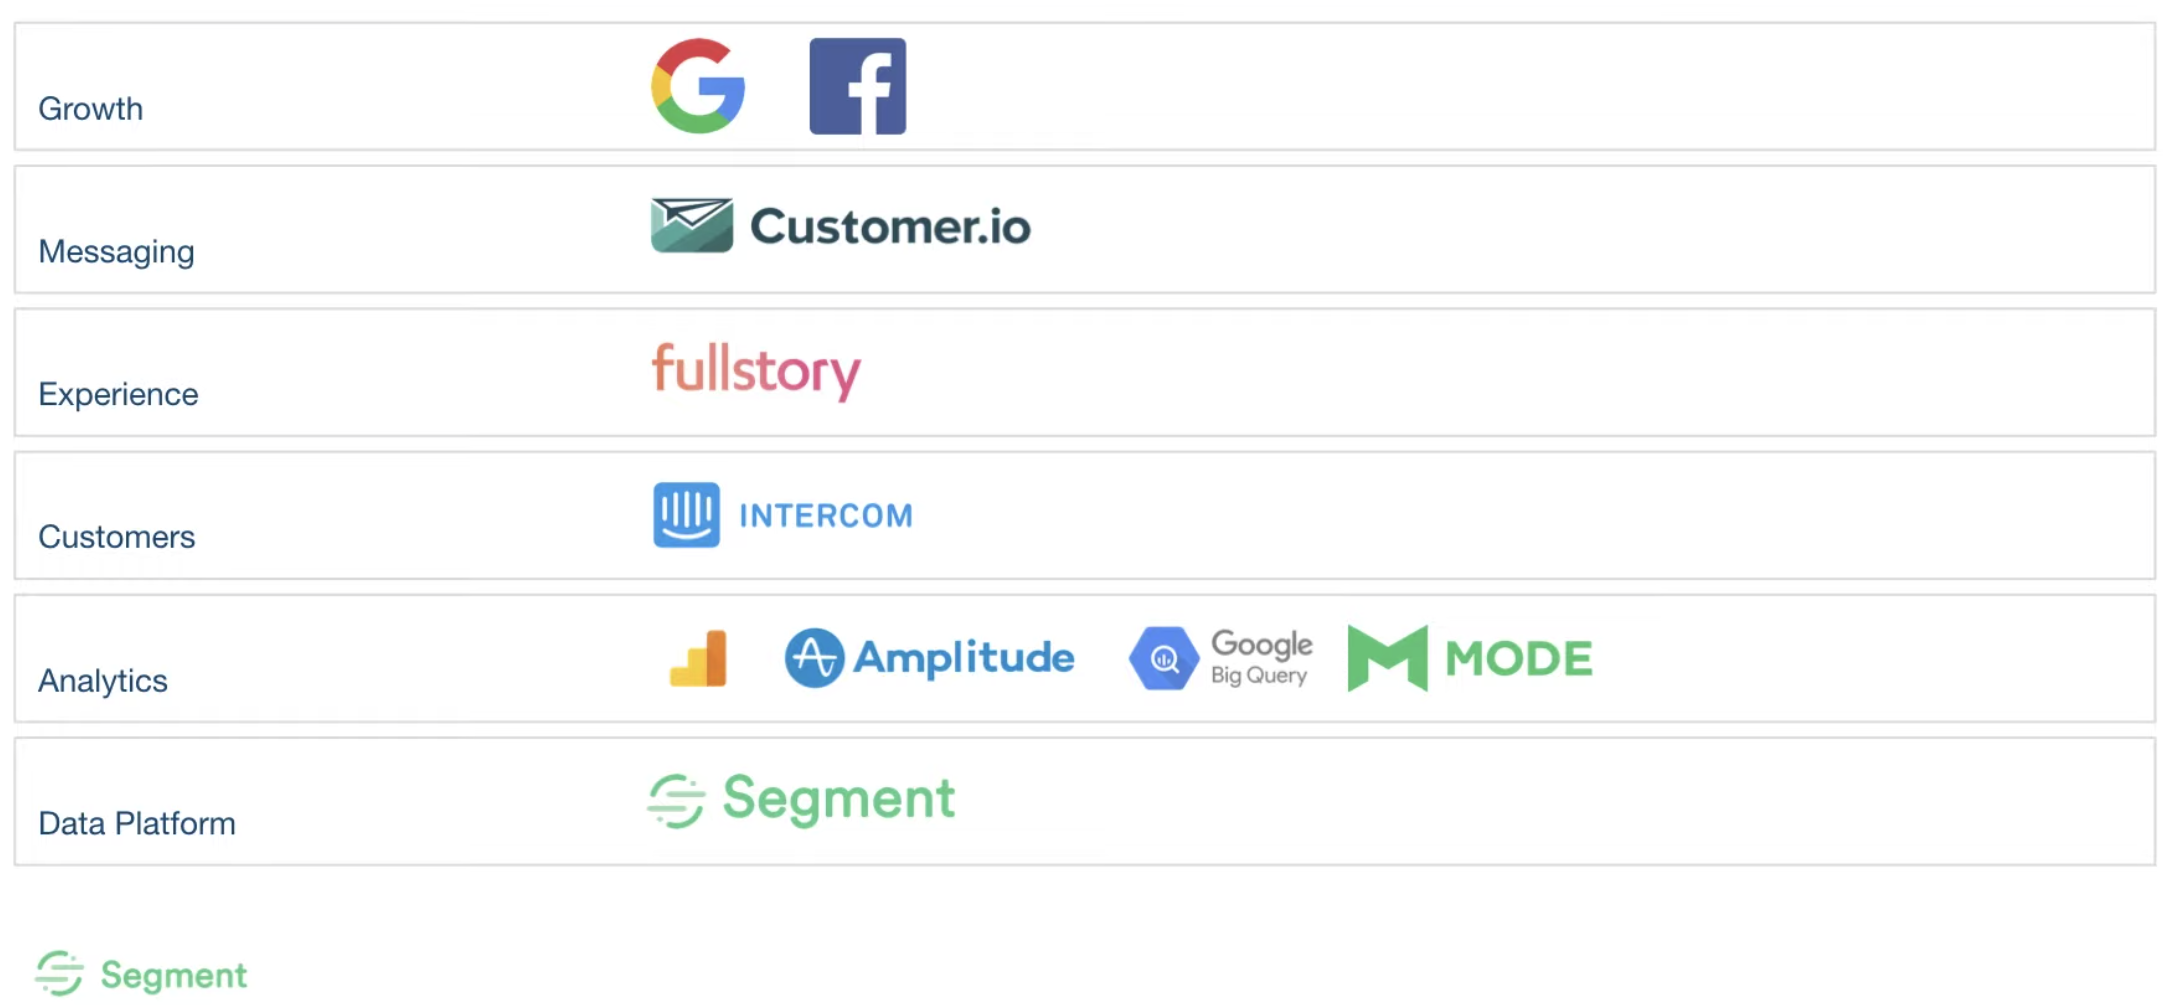 Growth
Messaging
Customer.io
Experience
fullstory
Customers
INTERCOM
Analytics
Amplitude
Google
Big Query
MODE
Data Platform
Segment
Segment